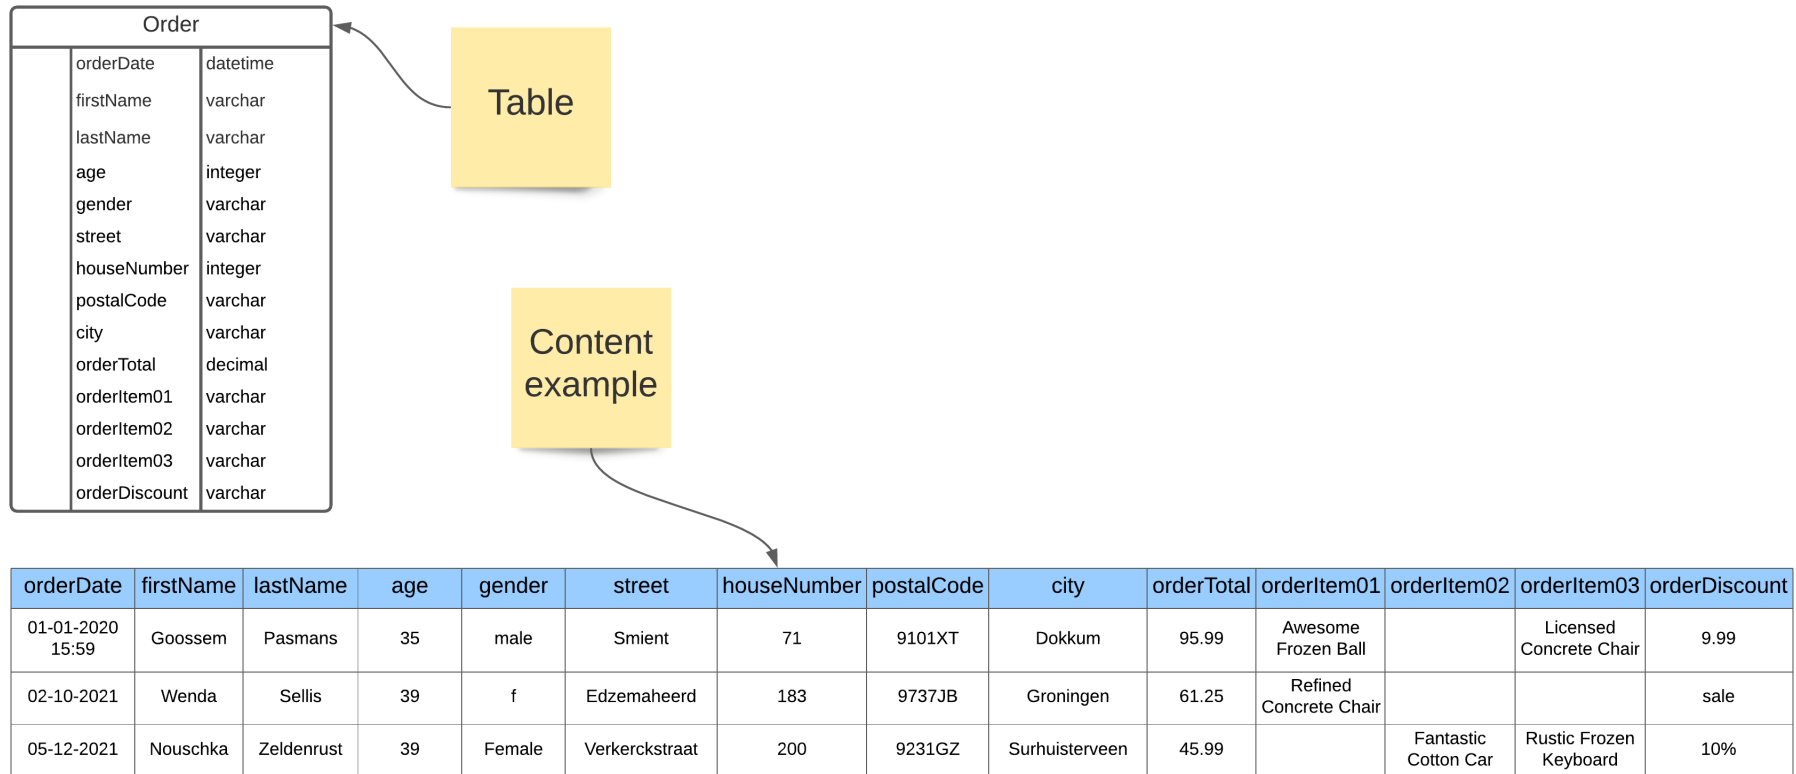 Order
orderDate datetime
firstName varchar
lastName varchar
age integer
gender varchar
street varchar
houseNumber integer
postalCode varchar
city varchar
orderTotal decimal
orderItem01 varchar
orderItem02 varchar
orderItem03 varchar
orderDiscount varchar
Table
Content
example
orderDate firstName lastName age gender street houseNumber postalCode city orderTotal orderItem01 orderItem02 orderItem03 orderDiscount
01-01-2020 Awesome Licensed
15:59 Goossem Pasmans 35 male Smient 71 9101XT Dokkum 95.99 Frozen Ball Concrete Chair 9.99
02-10-2021 Wenda Sellis 39 f Edzemaheerd 183 9737JB Groningen 61.25 Refined sale
Concrete Chair
05-12-2021 Nouschka Zeldenrust 39 Female Verkerckstraat 200 9231GZ Surhuisterveen 45.99 Fantastic Rustic Frozen 10%
Cotton Car Keyboard